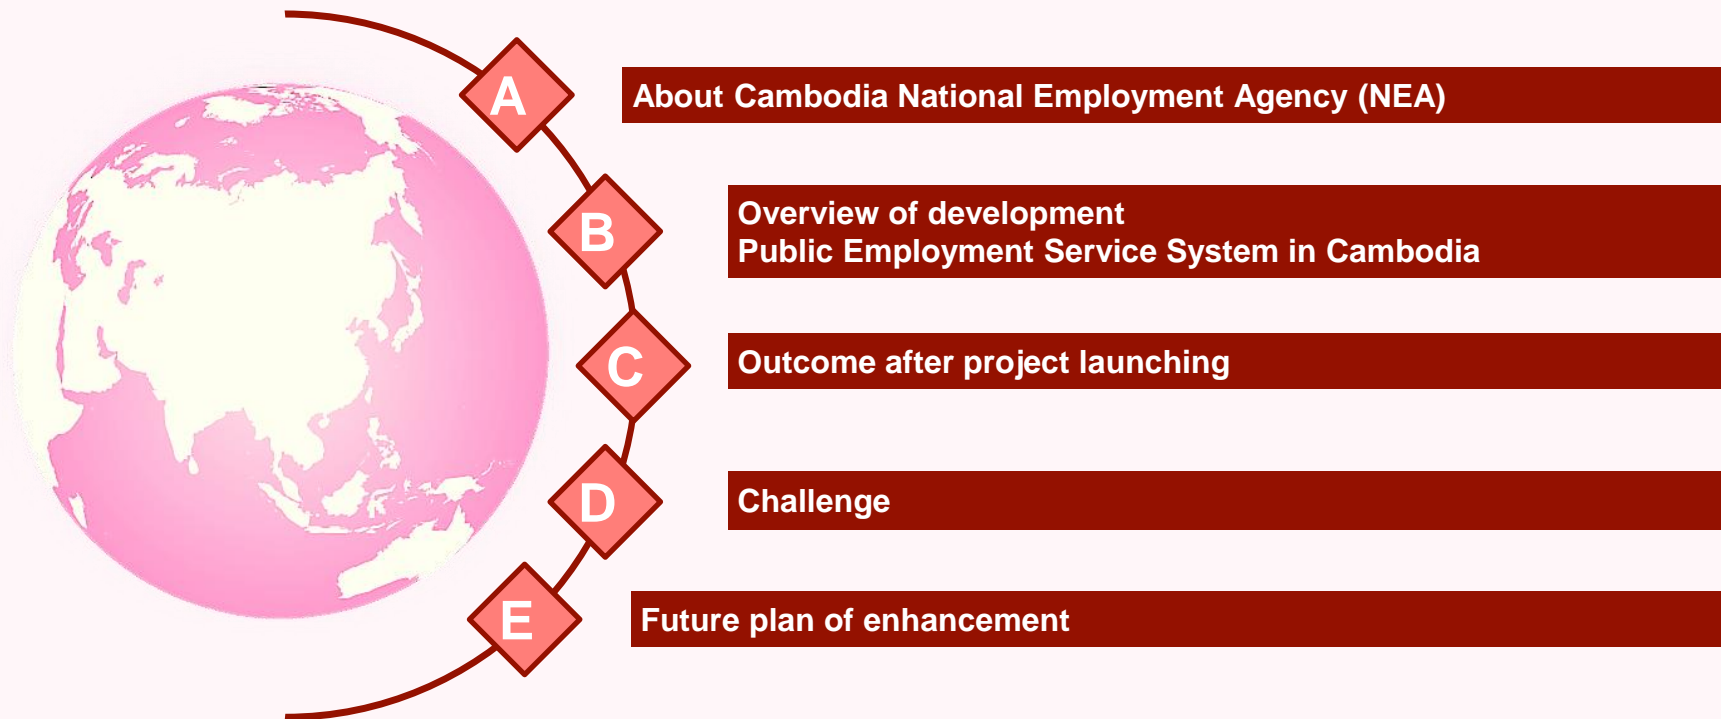 A
About Cambodia National Employment Agency (NEA)
B
Overview of development
Public Employment Service System in Cambodia
C
Outcome after project launching
D
Challenge
E
Future plan of enhancement